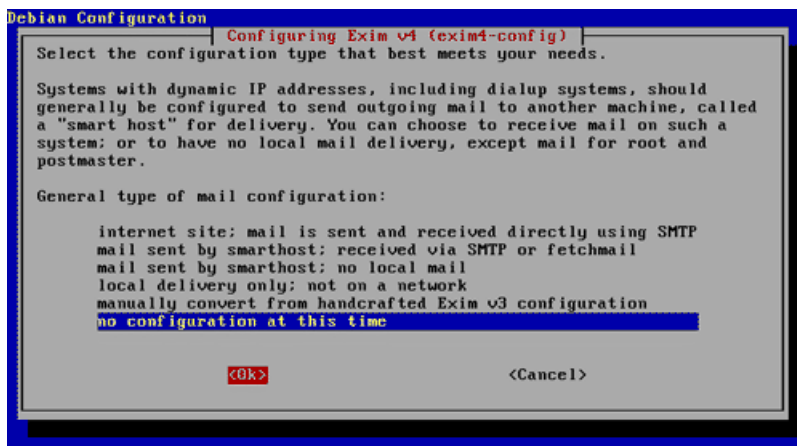 Debian Configuration
Configuring Exim v4 (exim4-config)
Select the configuration type that best meets your needs.
Systems with dynamic IP addresses, including dialup systems, should
generally be configured to send outgoing mail to another machine, called
a "smart host" for delivery. You can choose to receive mail on such a
system; or to have no local mail delivery, except mail for root and
postmaster.
General type of mail configuration:
internet site; mail is sent and received directly using SMTP
mail sent by smarthost; received via SMTP or fetchmail
mail sent by smarthost; no local mail
local delivery only; not on a network
manually convert from handcrafted Exim v3 configuration
no configuration at this time
<Ok> <Cancel>